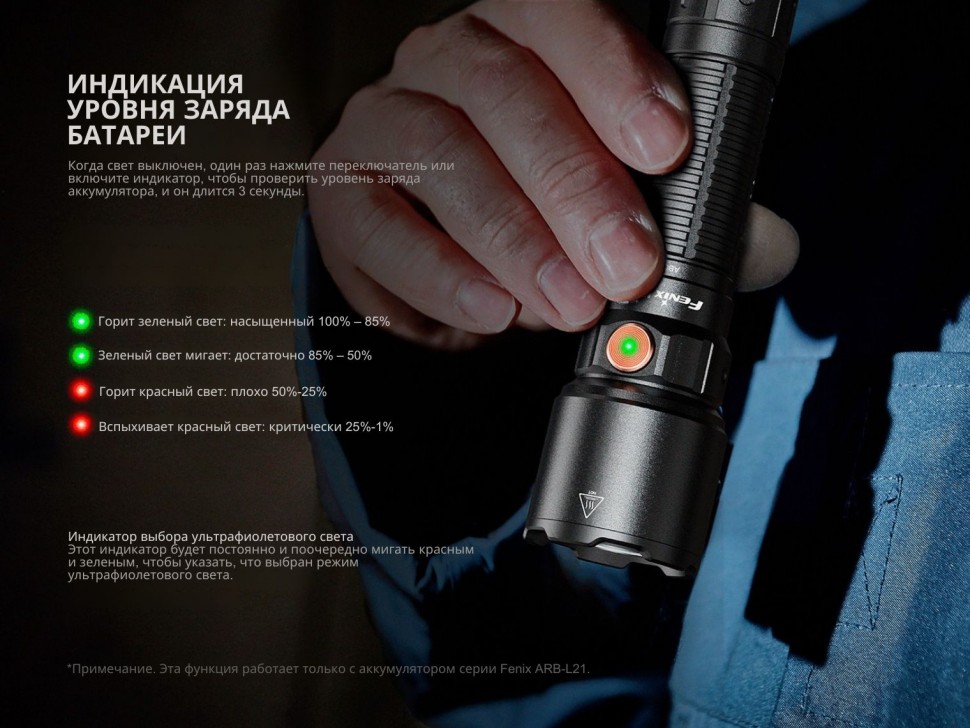 ИНДИКАЦИЯ
УРОВНЯ ЗАРЯДА
БАТАРЕИ
Когда свет выключен, один раз нажмите переключатель или
включите индикатор, чтобы проверить уровень заряда
аккумулятора, и он длится 3 секунды.
Горит зеленый свет: насыщенный 100% – 85%
Зеленый свет мигает: достаточно 85% – 50%
Горит красный свет: плохо 50%-25%
Вспыхивает красный свет: критически 25%-1%
Индикатор выбора ультрафиолетового света
Этот индикатор будет постоянно и поочередно мигать красным
и зеленым, чтобы указать, что выбран режим
ультрафиолетового света.
*Примечание. Эта функция работает только с аккумулятором серии Fenix ARB-L21.
FENIX